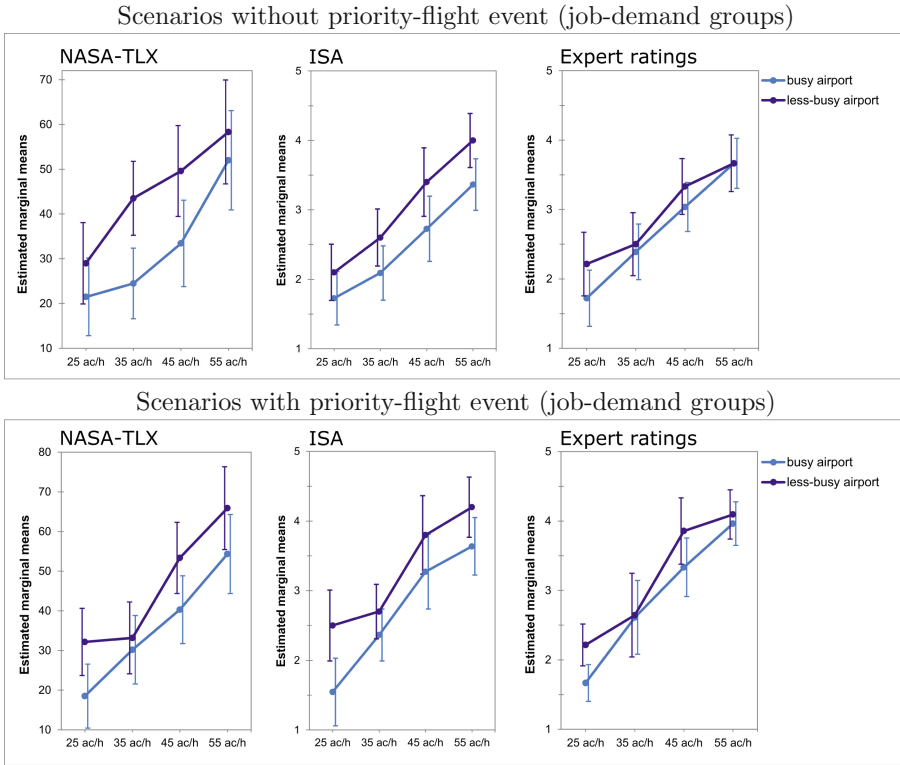 Scenarios without priority-flight event (job-demand groups)
NASA-TLX
Estimated marginal means
70
60
50
40
30
20
10
25 ac/h 35 ac/h 45 ac/h 55 ac/h
ISA
Estimated marginal means
5
4
3
2
1
25 ac/h 35 ac/h 45 ac/h 55 ac/h
Expert ratings
Estimated marginal means
5
4
3
2
1
25 ac/h 35 ac/h 45 ac/h 55 ac/h
busy airport
less-busy airport
Scenarios with priority-flight event (job-demand groups)
NASA-TLX
Estimated marginal means
80
70
60
50
40
30
20
10
25 ac/h 35 ac/h 45 ac/h 55 ac/h
ISA
Estimated marginal means
5
4
3
2
1
25 ac/h 35 ac/h 45 ac/h 55 ac/h
Expert ratings
Estimated marginal means
5
4
3
2
1
25 ac/h 35 ac/h 45 ac/h 55 ac/h
busy airport
less-busy airport